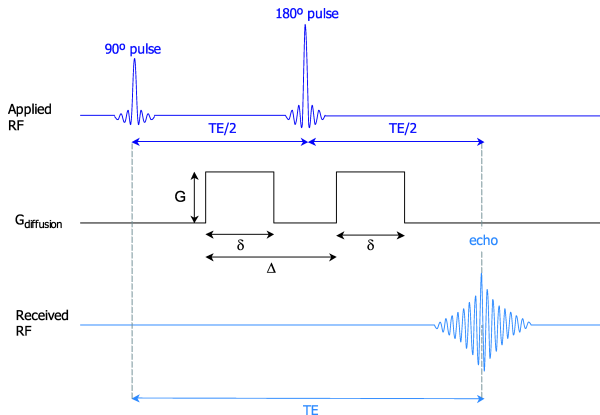 180º pulse
90º pulse
Applied
RF
TE/2
TE/2
G
Gdiffusion
δ
δ
Δ
echo
Received
RF
TE